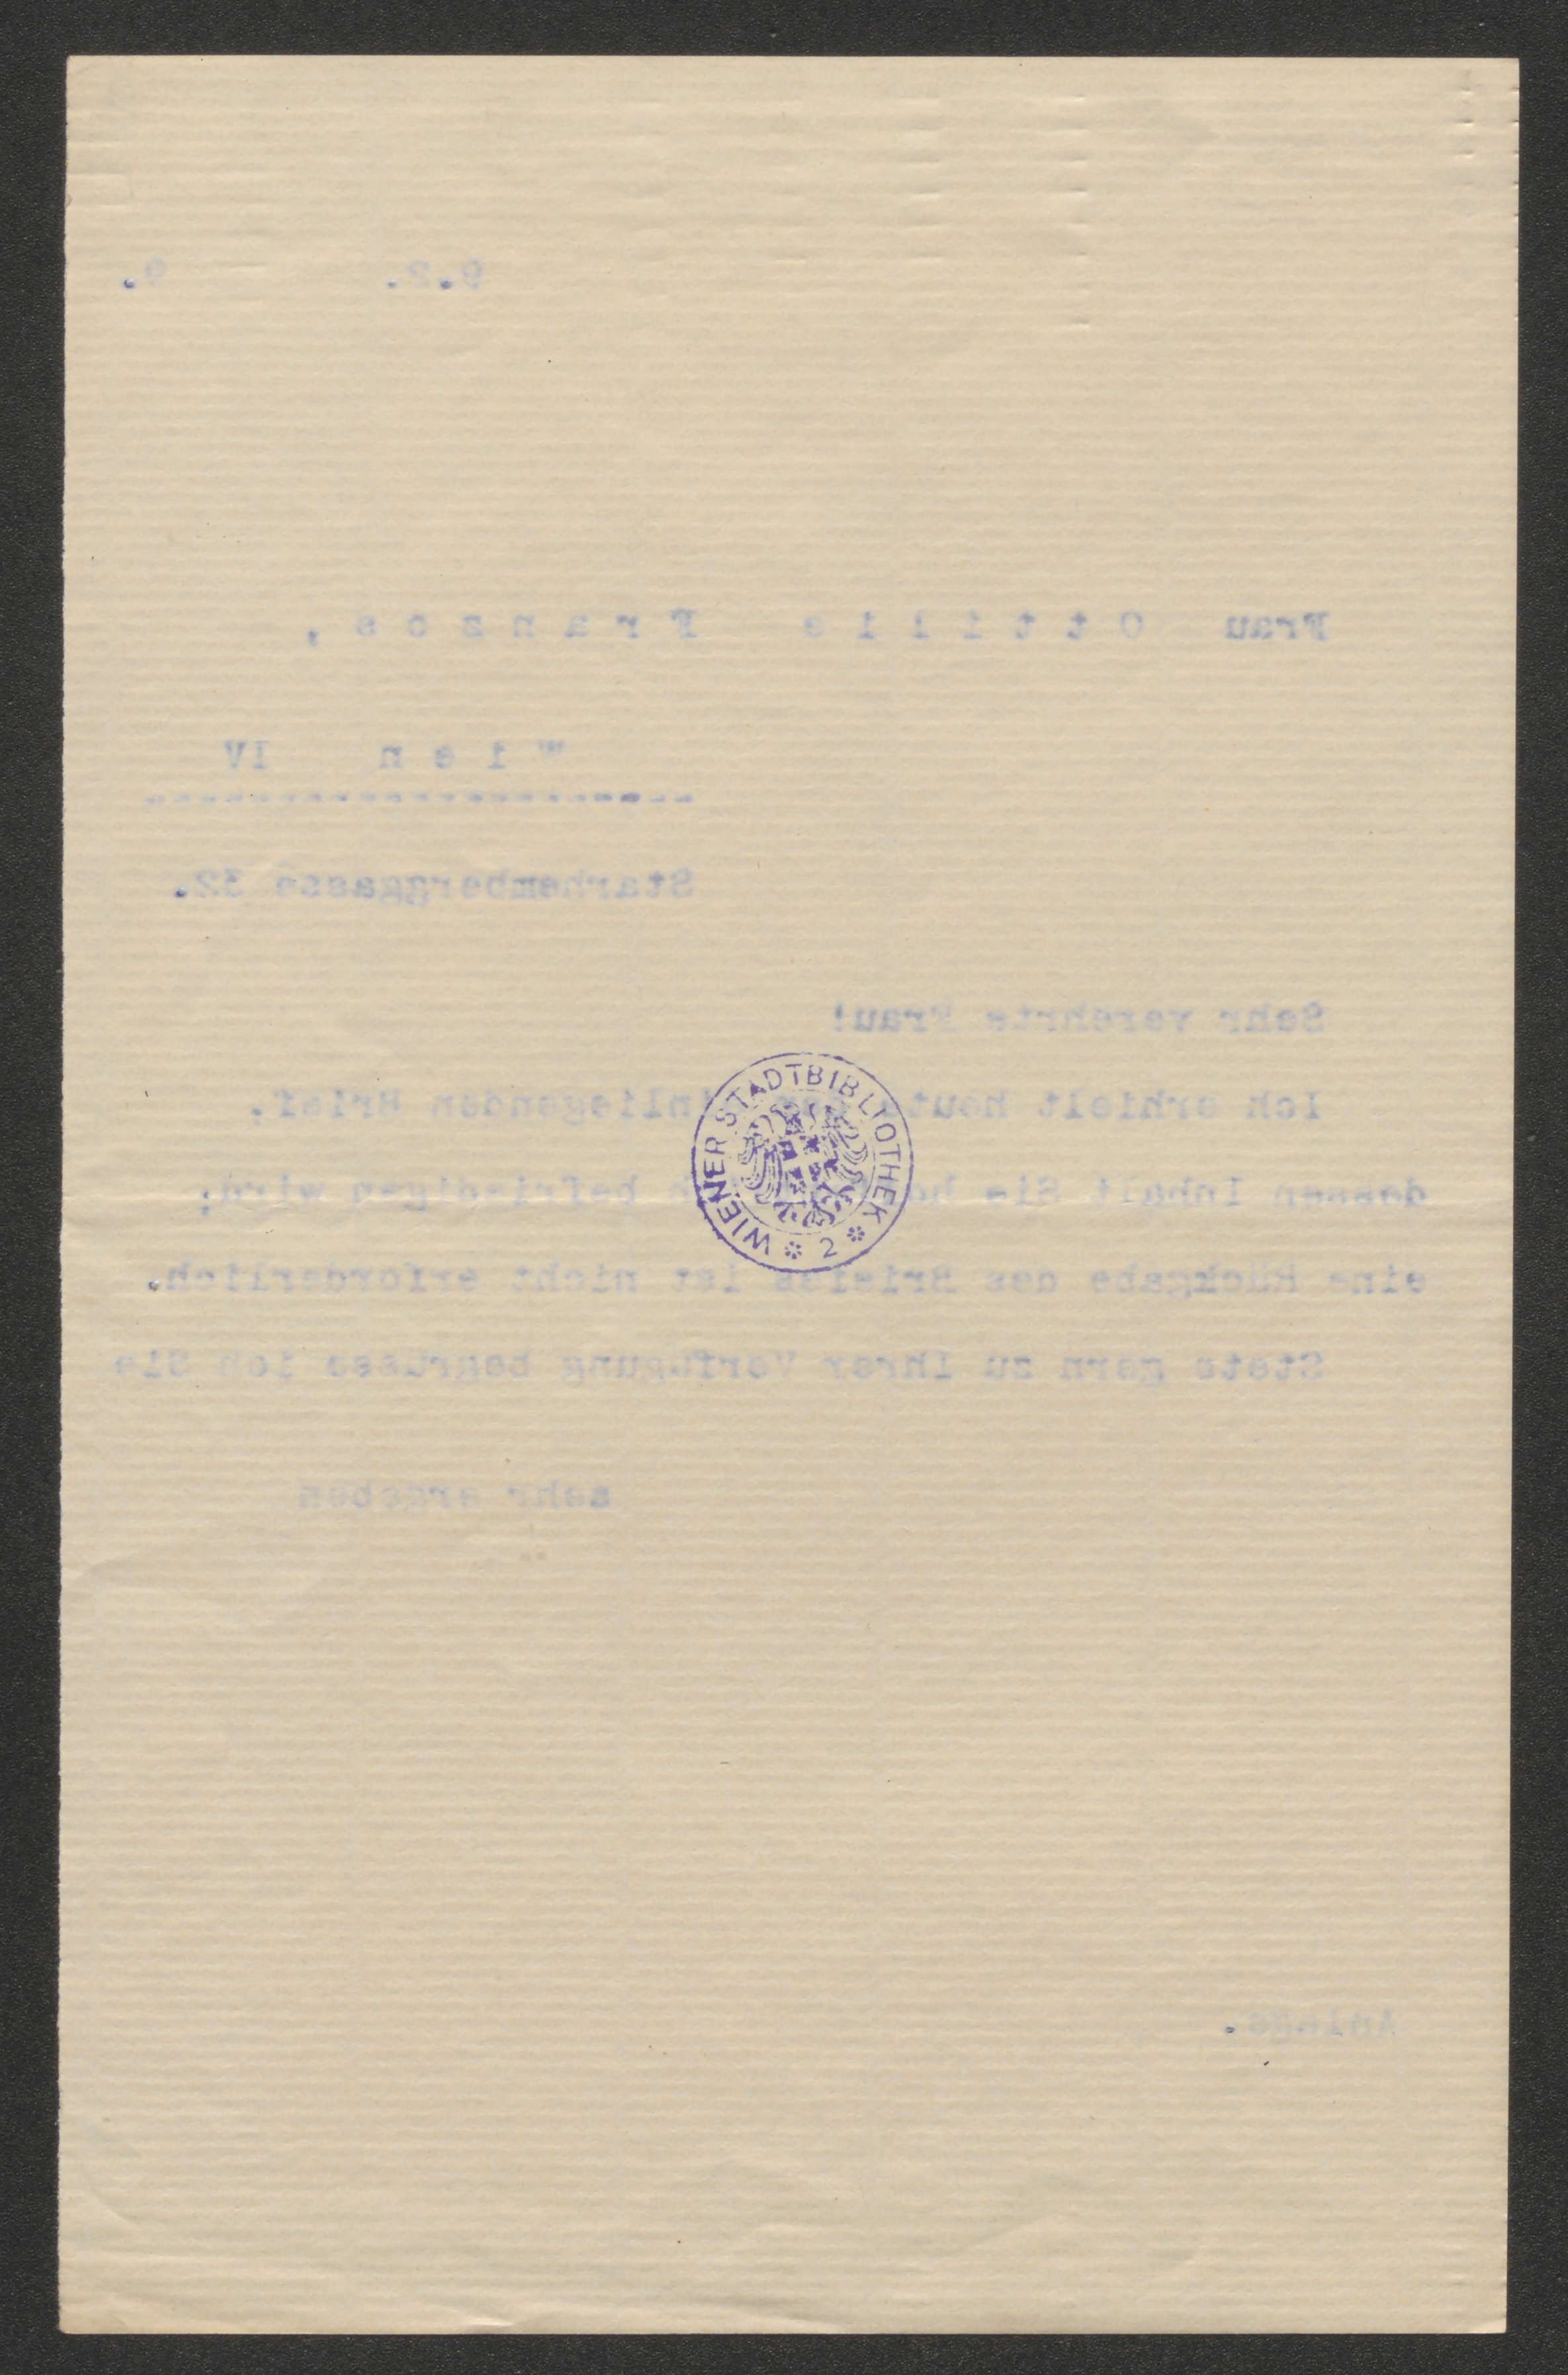 9.2. 9.
Frau Ottilie Franzos,
Wien IV
--------------------
Starhemberggasse 32.
Sehr verehrte Frau!
Ich erhielt heute inliegenden Brief,
dessen Inhalt Sie befriedigen wird;
eine Rückgabe des Briefes ist nicht erforderlich.
Stets gern zu Ihrer Verfügung begrüsse ich Sie
sehr ergeben
Anlage.
WIENER STADTBIBLIOTHEK * 2 *